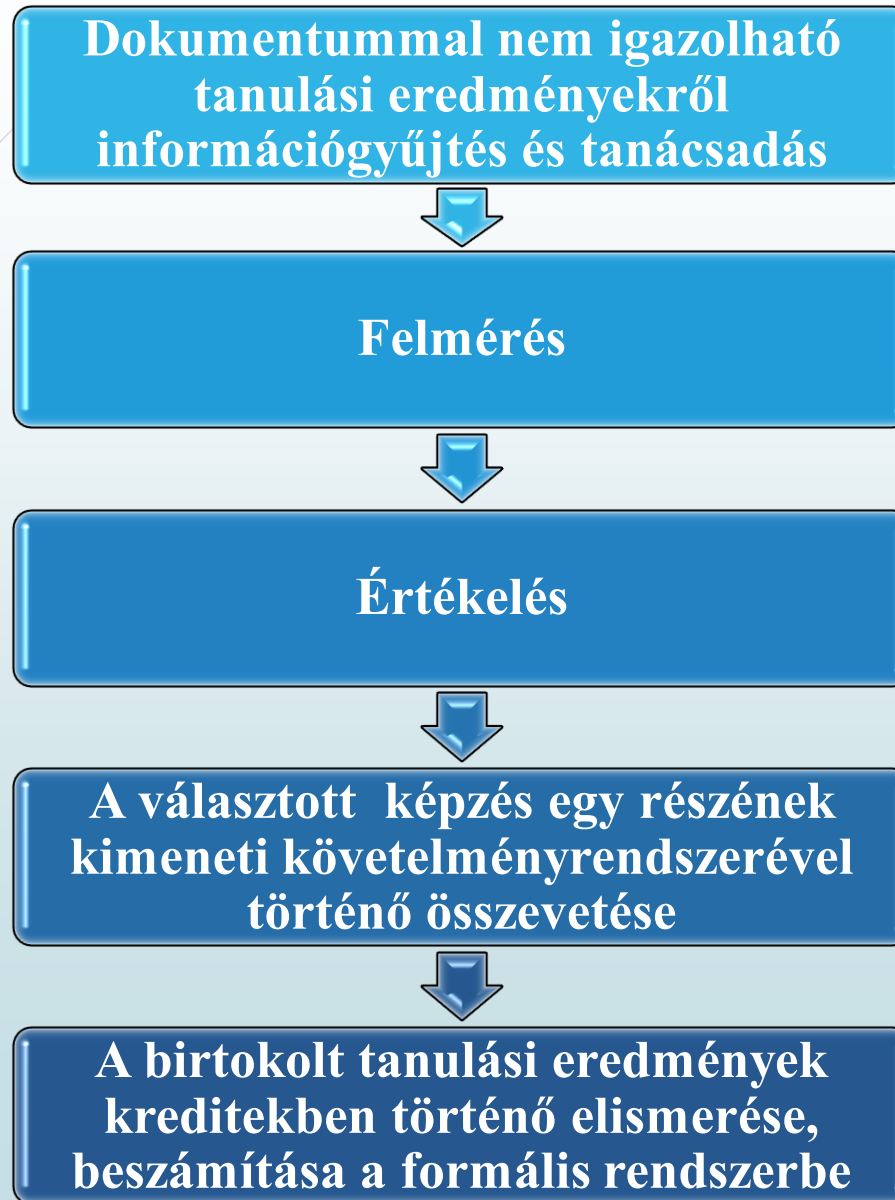 Dokumentummal nem igazolható
tanulási eredményekről
információgyűjtés és tanácsadás
Felmérés
Értékelés
A választott  képzés egy részének
kimeneti követelményrendszerével
történő összevetése
A birtokolt tanulási eredmények
kreditekben történő elismerése,
beszámítása a formális rendszerbe